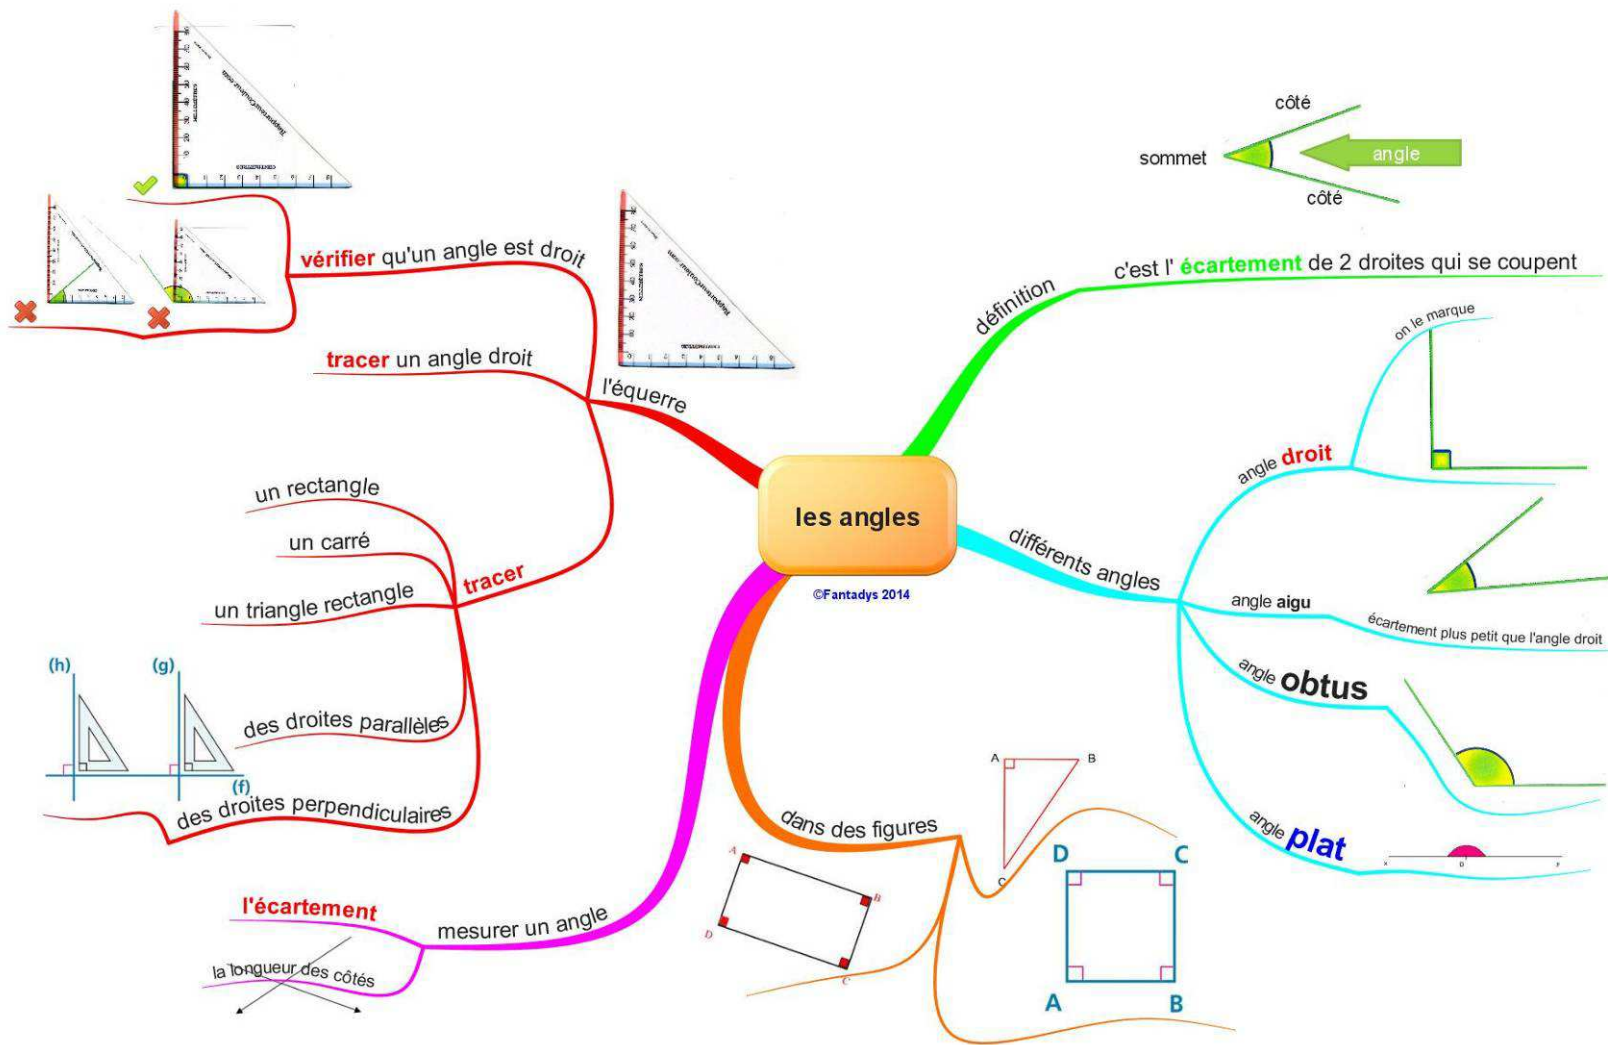 les angles
©Fantadys 2014
définition
c'est l' écartement de 2 droites qui se coupent
côté
sommet
angle
côté
différents angles
angle droit
on le marque
angle aigu
écartement plus petit que l'angle droit
angle obtus
angle plat
dans des figures
A
B
C
D
C
A
B
A
B
D
C
mesurer un angle
l'écartement
la longueur des côtés
l'équerre
vérifier qu'un angle est droit
tracer un angle droit
tracer
un rectangle
un carré
un triangle rectangle
des droites parallèles
des droites perpendiculaires
(h)
(g)
(f)